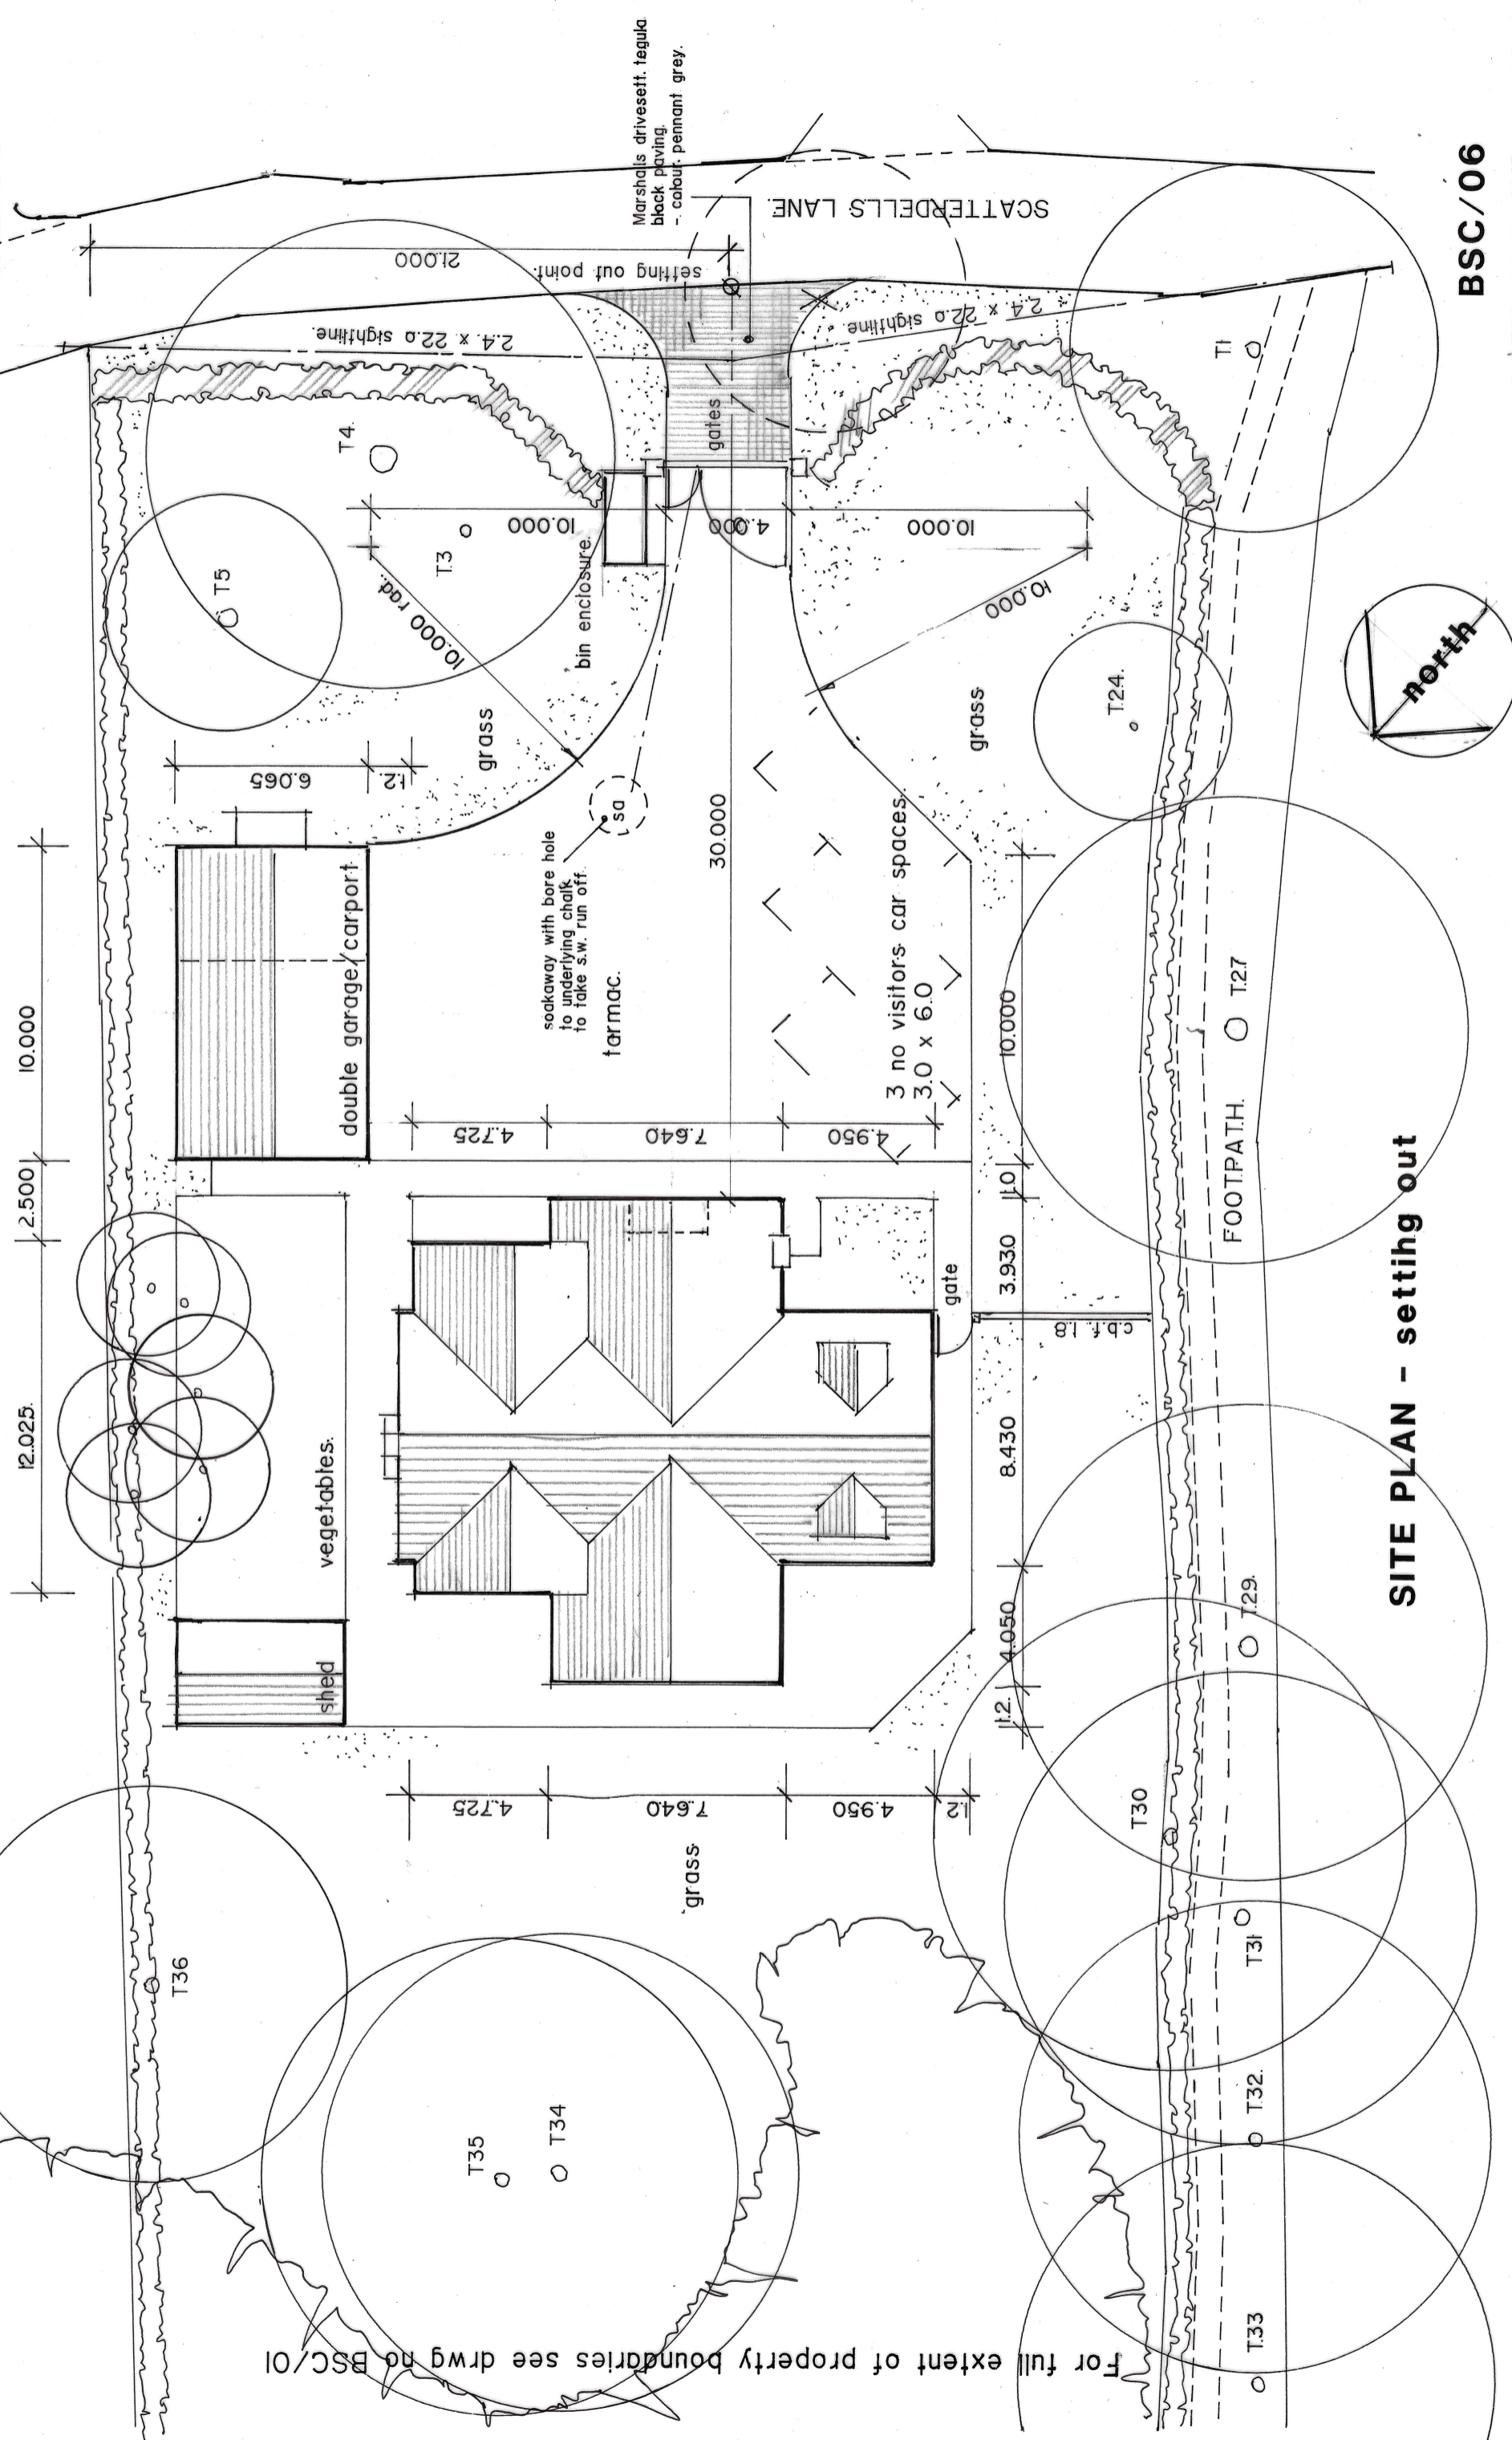 Marshalls drivesett. tegula
black paving.
- colour. pennant grey.
SCATTERDELLS LANE.
BSC/06
21.000
setting out point.
2.4. x 22.0 sightline.
2.4. x 22.0 sightline.
T1
T4.
gates
T.3
T5
10.000
4.000
10.000
10.000 rad.
10.000
bin enclosure.
north
grass
grass
T.24.
6.065
1.2.
sa
soakaway with bore hole
to underlying chalk.
to take s.w. run off.
30.000
tarmac.
3 no visitors car spaces.
3.0 x 6.0
double garage/carport
10.000
10.000
T.27
FOOTPATH.
4.725
7.640
4.950
2.500
1.0
3.930
gate
c.b.f. 1.8
12.025.
vegetables.
8.430
SITE PLAN - setting out
T.29.
4.050
1.2.
shed
4.725
7.640
4.950
1.2
grass
T30
T31
T36
T32.
T35
T34
T.33
For full extent of property boundaries see drwg no BSC/01